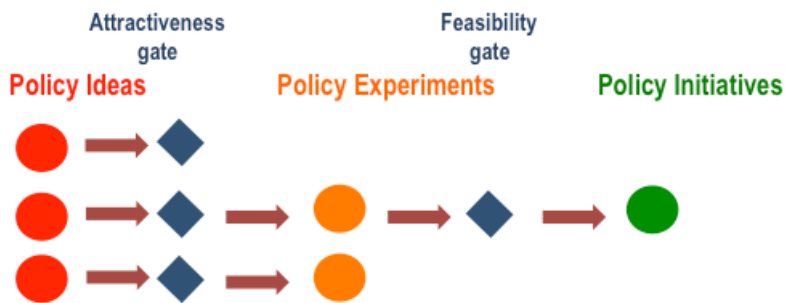 Attractiveness
gate
Feasibility
gate
Policy Ideas
Policy Experiments
Policy Initiatives